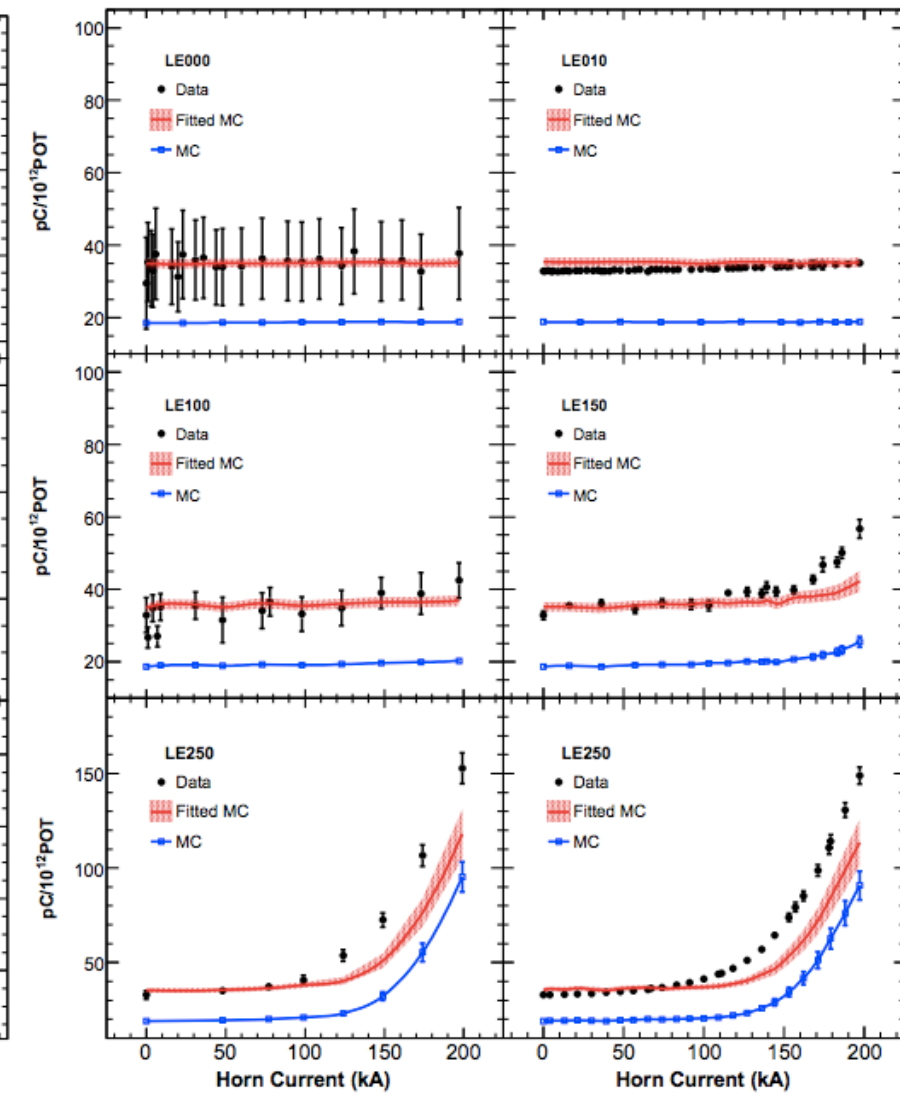 LE000
Data
Fitted MC
MC
100
80
60
40
20
pC/10¹²POT
LE010
Data
Fitted MC
MC
LE100
Data
Fitted MC
MC
100
80
60
40
20
pC/10¹²POT
LE150
Data
Fitted MC
MC
LE250
Data
Fitted MC
MC
150
100
50
pC/10¹²POT
0 50 100 150 200
Horn Current (kA)
LE250
Data
Fitted MC
MC
0 50 100 150 200
Horn Current (kA)